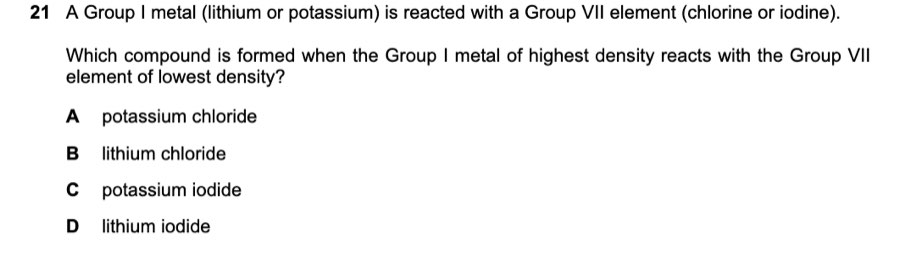 21 A Group I metal (lithium or potassium) is reacted with a Group VII element (chlorine or iodine).
Which compound is formed when the Group I metal of highest density reacts with the Group VII
element of lowest density?
A potassium chloride
B lithium chloride
C potassium iodide
D lithium iodide